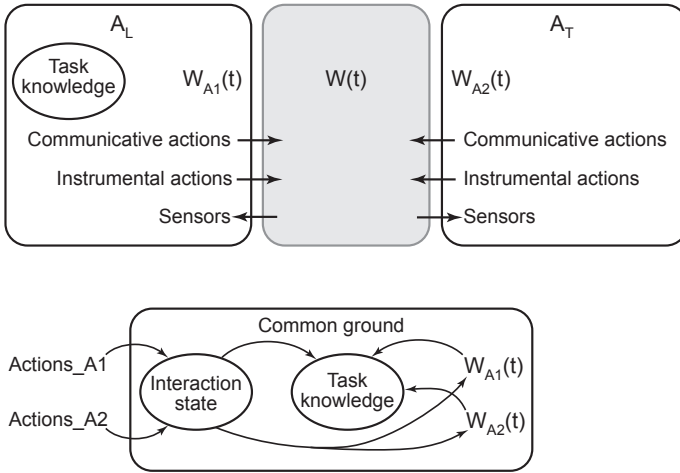 A_L
Task
knowledge
W_A1(t)
Communicative actions
Instrumental actions
Sensors
W(t)
A_T
W_A2(t)
Communicative actions
Instrumental actions
Sensors
Common ground
Actions_A1
Actions_A2
Interaction
state
Task
knowledge
W_A1(t)
W_A2(t)